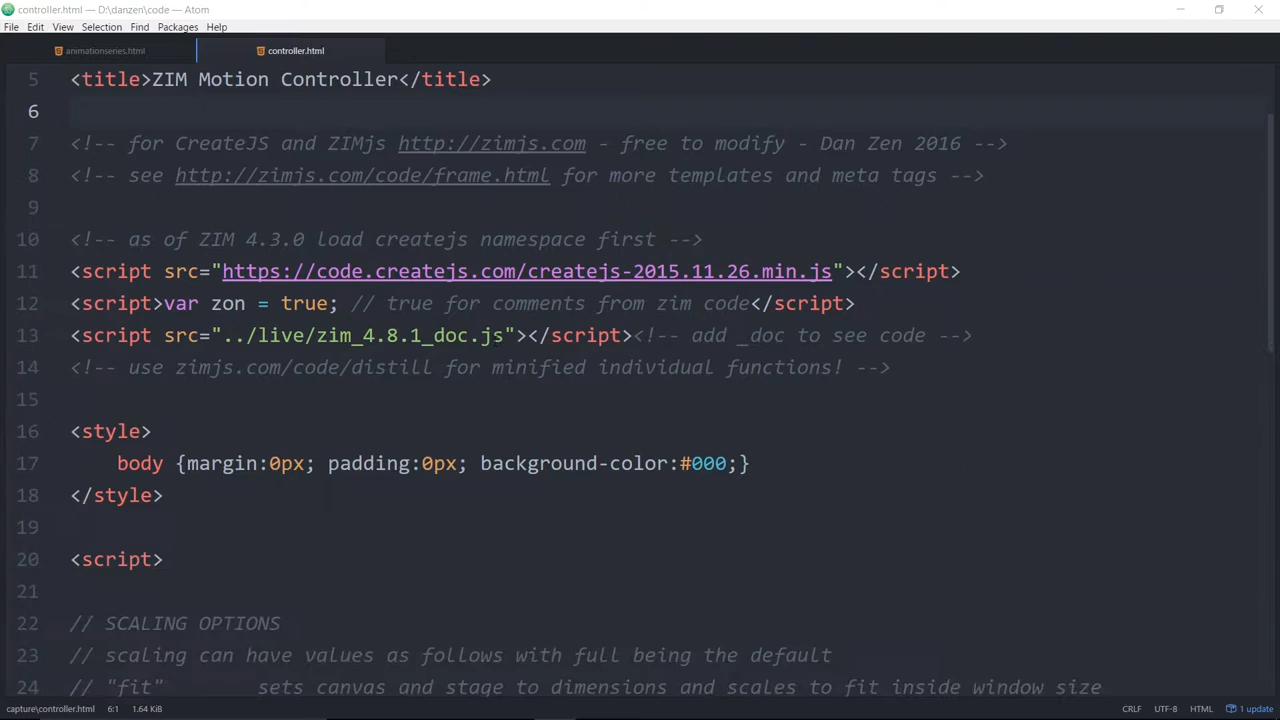 controller.html — D:\danzen\code — Atom
File Edit View Selection Find Packages Help
animationseries.html controller.html
5 <title>ZIM Motion Controller</title>
6
7 <!-- for CreateJS and ZIMjs http://zimjs.com - free to modify - Dan Zen 2016 -->
8 <!-- see http://zimjs.com/code/frame.html for more templates and meta tags -->
9
10 <!-- as of ZIM 4.3.0 load createjs namespace first -->
11 <script src="https://code.createjs.com/createjs-2015.11.26.min.js"></script>
12 <script>var zon = true; // true for comments from zim code</script>
13 <script src="../live/zim_4.8.1_doc.js"></script><!-- add _doc to see code -->
14 <!-- use zimjs.com/code/distill for minified individual functions! -->
15
16 <style>
17 body {margin:0px; padding:0px; background-color:#000;}
18 </style>
19
20 <script>
21
22 // SCALING OPTIONS
23 // scaling can have values as follows with full being the default
24 // "fit" sets canvas and stage to dimensions and scales to fit inside window size
capture\controller.html 6:1 1.64 KiB CRLF UTF-8 HTML 1 update